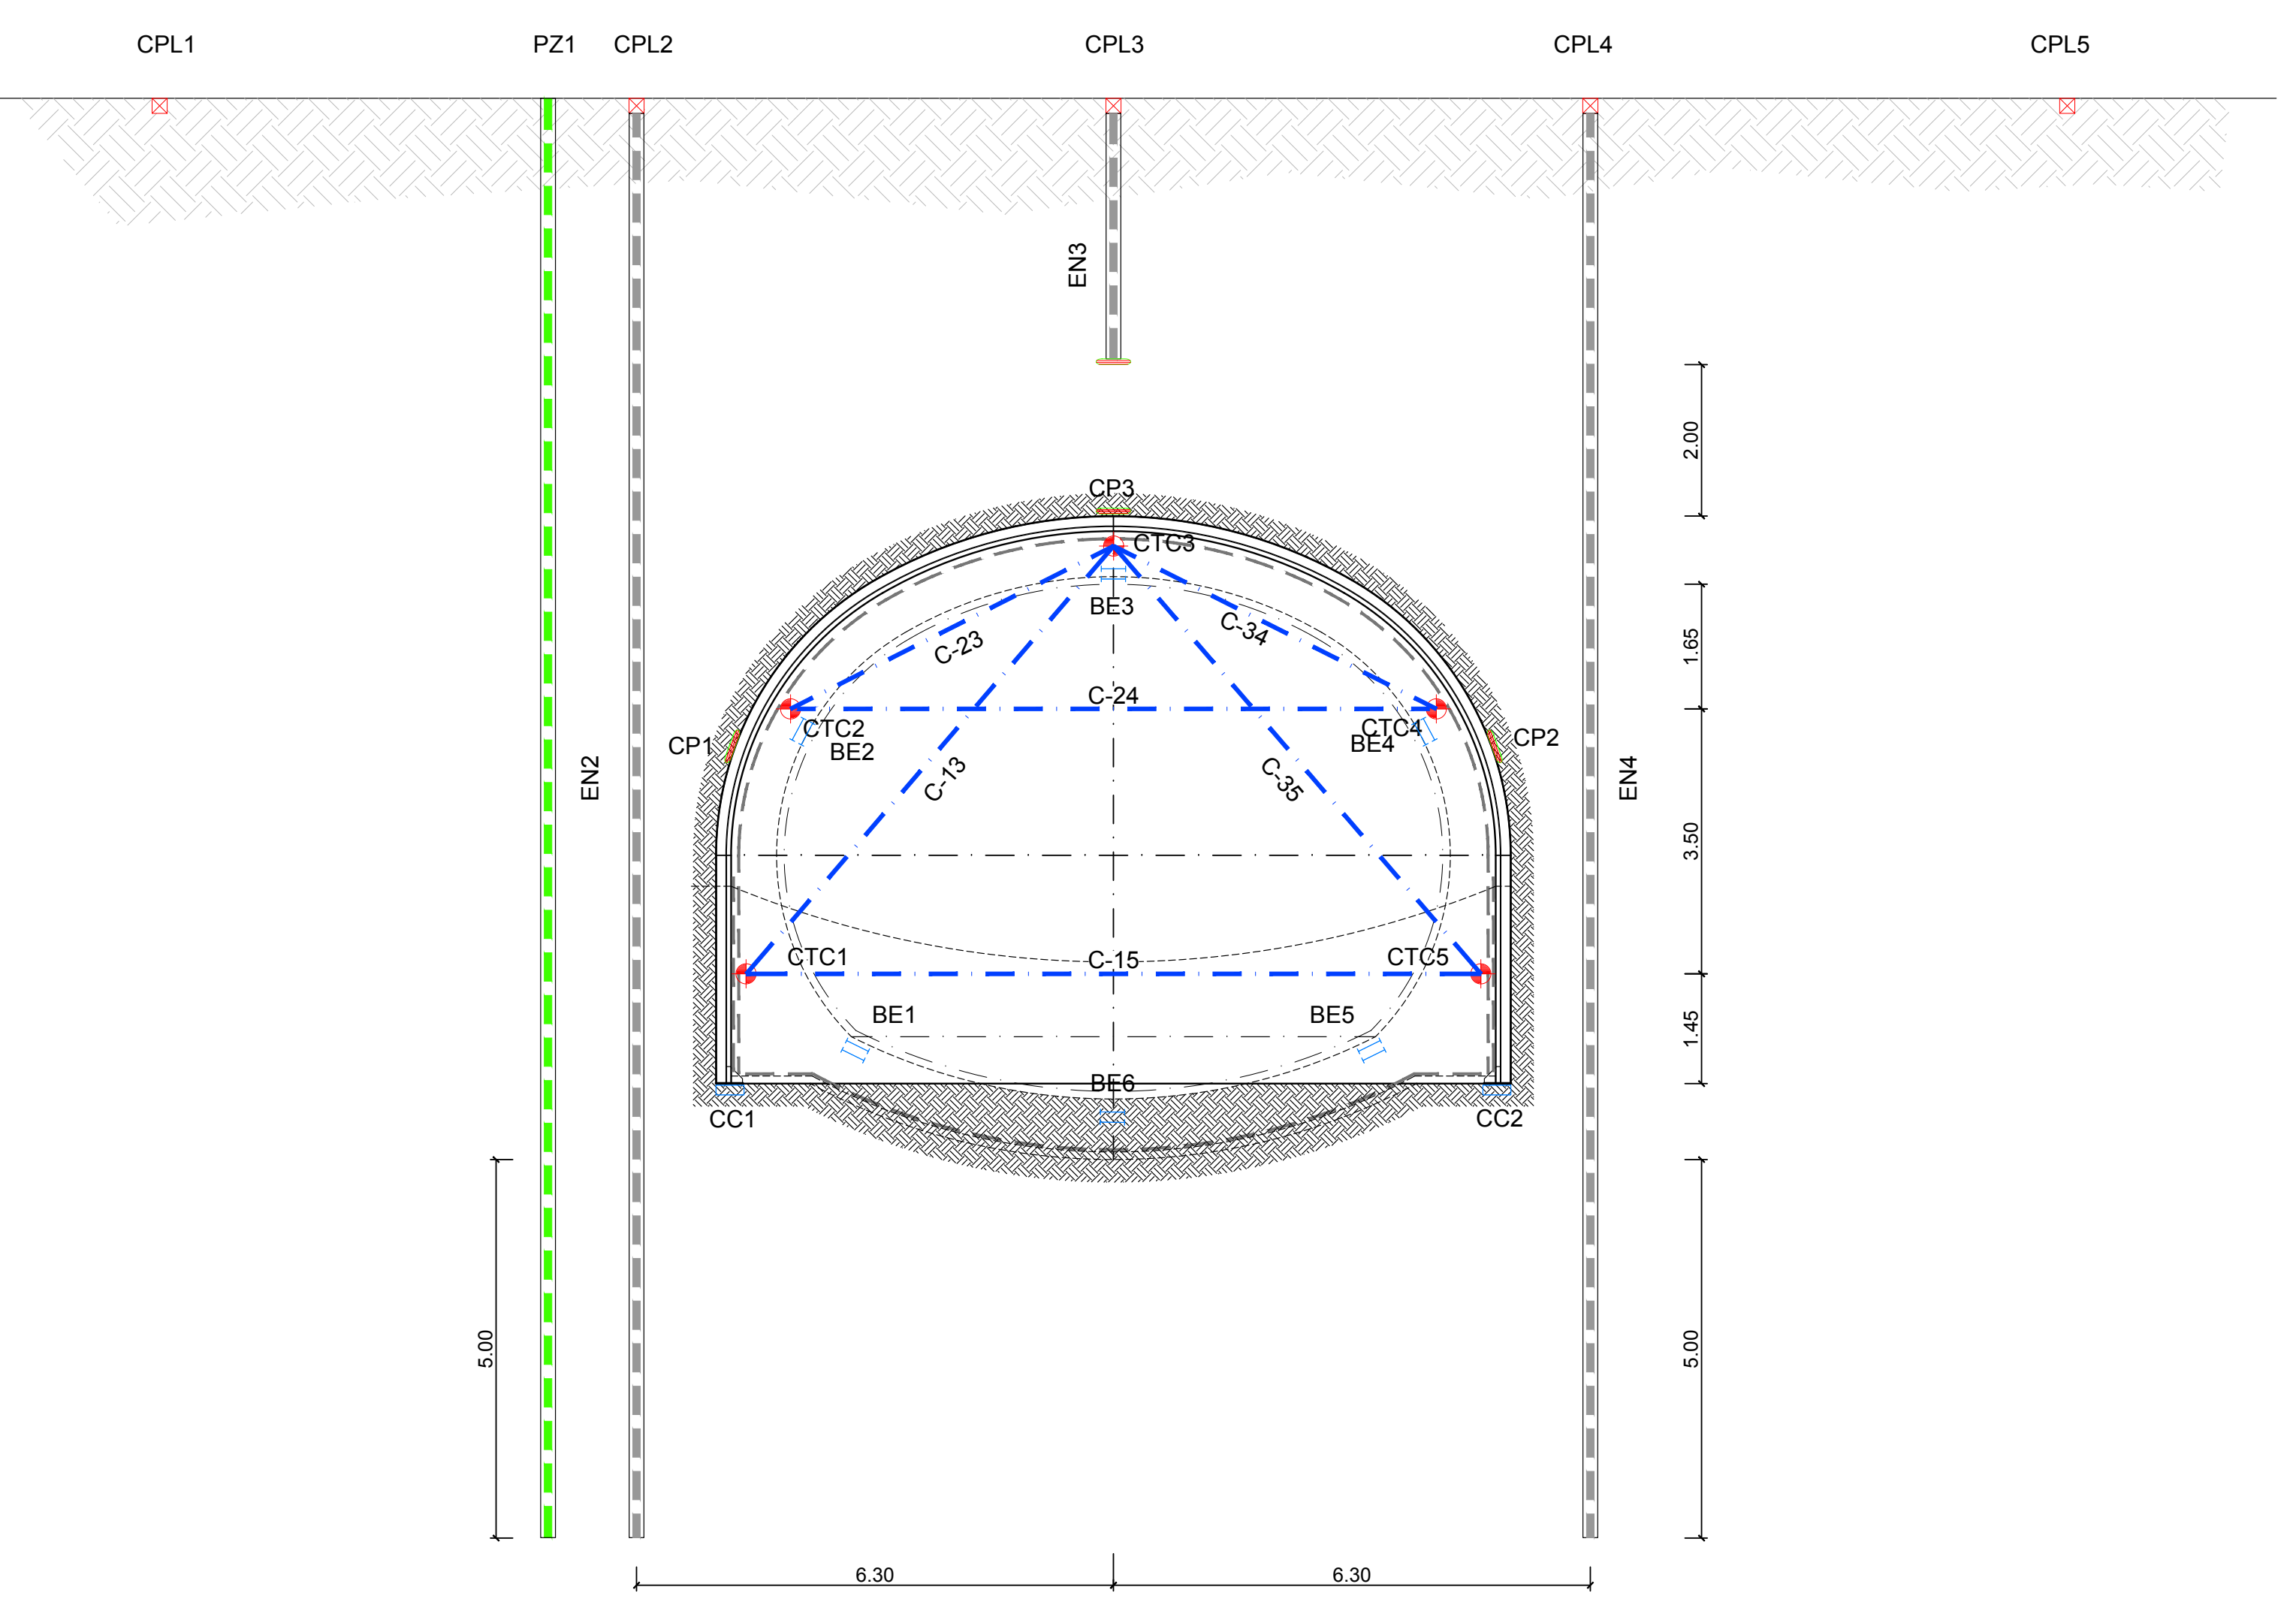 CPL1
PZ1
CPL2
CPL3
CPL4
CPL5
EN3
2.00
CP3
CTC3
BE3
C-23
C-34
1.65
C-24
CTC2
CTC4
CP1
BE2
BE4
CP2
EN2
C-13
C-35
EN4
3.50
CTC1
C-15
CTC5
BE1
BE5
1.45
BE6
CC1
CC2
5.00
5.00
6.30
6.30